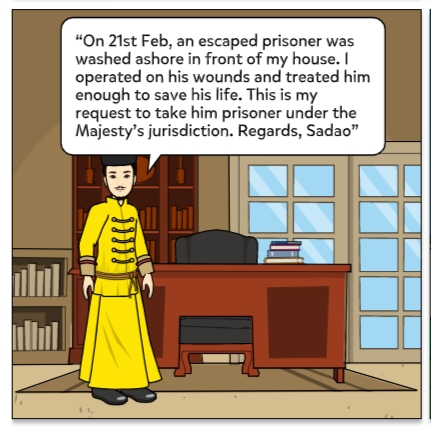 “On 21st Feb, an escaped prisoner was
washed ashore in front of my house. I
operated on his wounds and treated him
enough to save his life. This is my
request to take him prisoner under the
Majesty’s jurisdiction. Regards, Sadao”